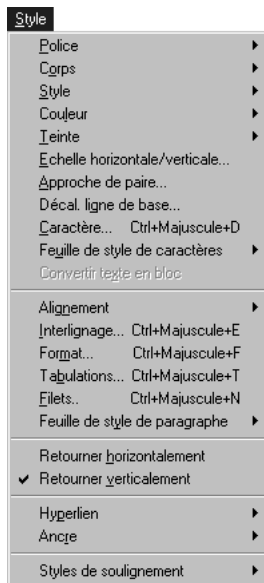 Style
Police
Corps
Style
Couleur
Teinte
Echelle horizontale/verticale...
Approche de paire...
Décal. ligne de base...
Caractère... Ctrl+Majuscule+D
Feuille de style de caractères
Convertir texte en bloc
Alignement
Interlignage... Ctrl+Majuscule+E
Format... Ctrl+Majuscule+F
Tabulations... Ctrl+Majuscule+T
Filets.. Ctrl+Majuscule+N
Feuille de style de paragraphe
Retourner horizontalement
Retourner verticalement
Hyperlien
Ancre
Styles de soulignement